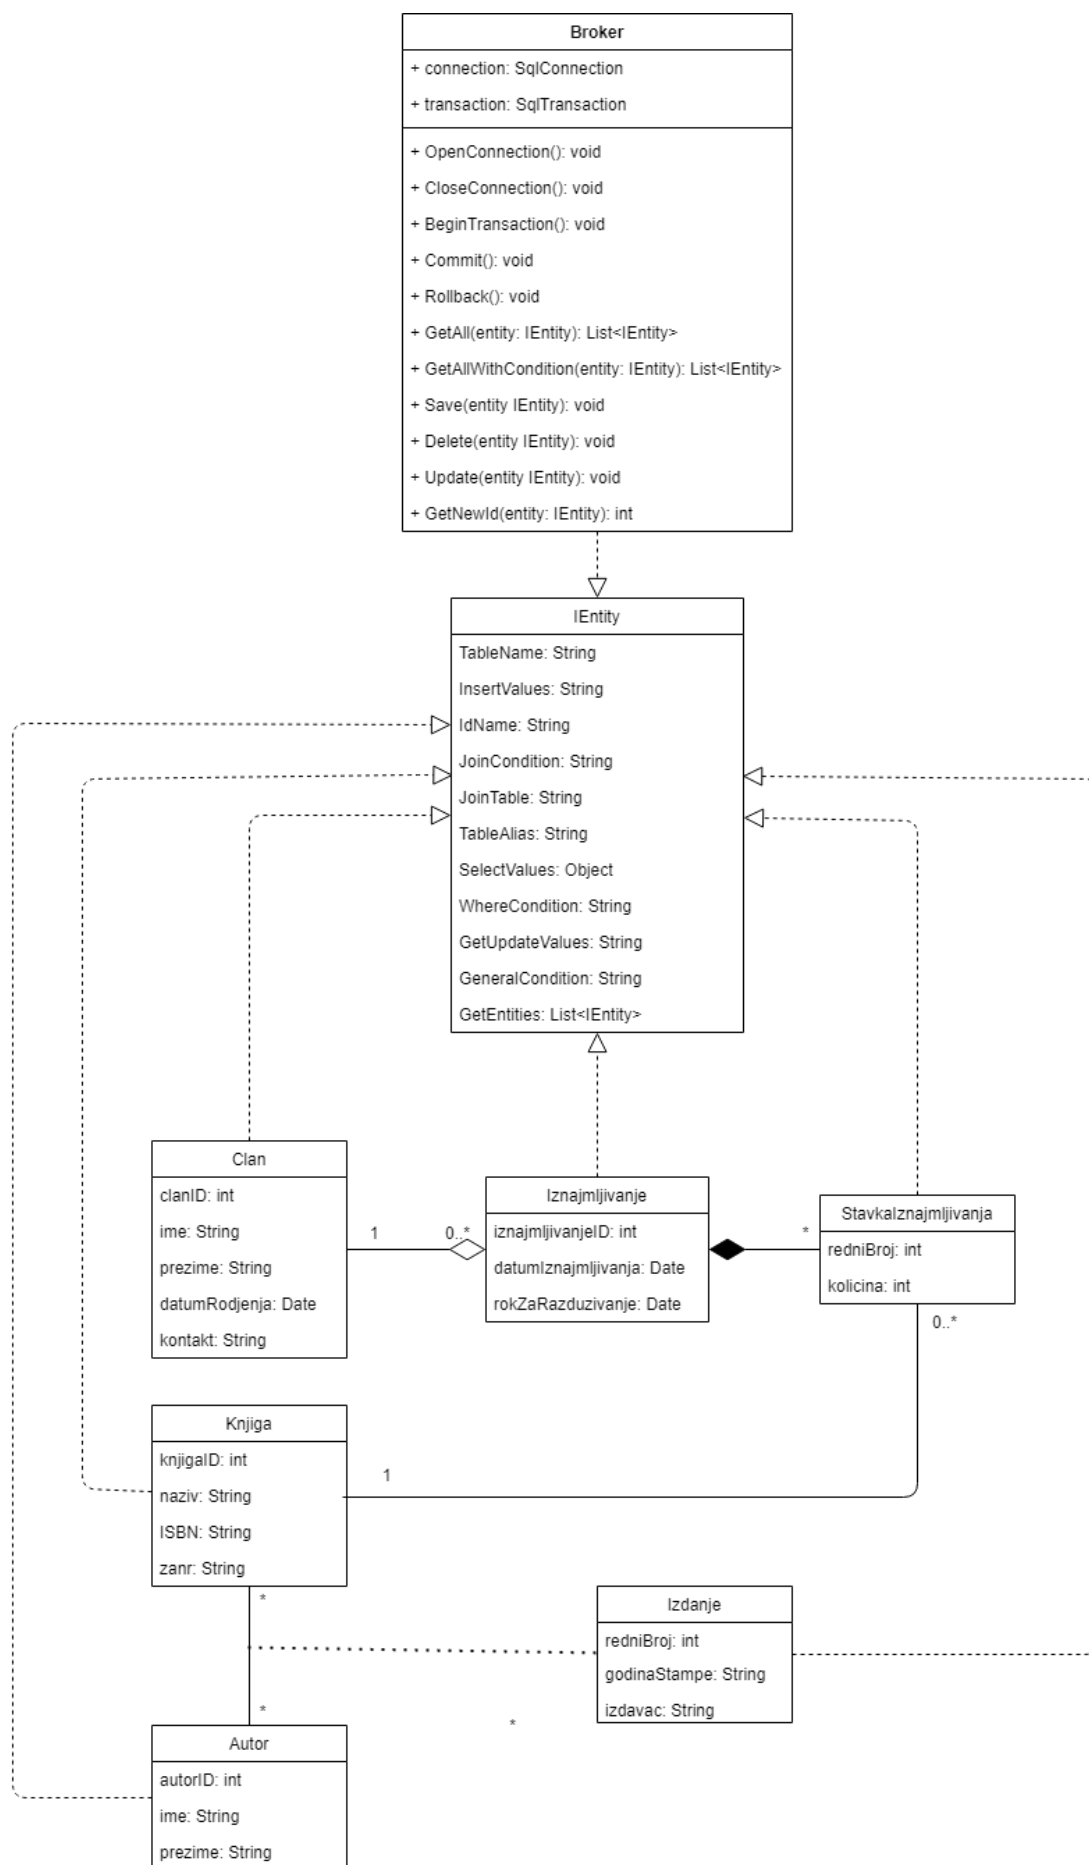 Broker
+ connection: SqlConnection
+ transaction: SqlTransaction
+ OpenConnection(): void
+ CloseConnection(): void
+ BeginTransaction(): void
+ Commit(): void
+ Rollback(): void
+ GetAll(entity: IEntity): List<IEntity>
+ GetAllWithCondition(entity: IEntity): List<IEntity>
+ Save(entity IEntity): void
+ Delete(entity IEntity): void
+ Update(entity IEntity): void
+ GetNewId(entity: IEntity): int
IEntity
TableName: String
InsertValues: String
IdName: String
JoinCondition: String
JoinTable: String
TableAlias: String
SelectValues: Object
WhereCondition: String
GetUpdateValues: String
GeneralCondition: String
GetEntities: List<IEntity>
Clan
clanID: int
ime: String
prezime: String
datumRodjenja: Date
kontakt: String
1
0..*
Iznajmljivanje
iznajmljivanjeID: int
datumIznajmljivanja: Date
rokZaRazduzivanje: Date
*
StavkaIznajmljivanja
redniBroj: int
kolicina: int
0..*
Knjiga
knjigaID: int
naziv: String
ISBN: String
zanr: String
1
*
*
Izdanje
redniBroj: int
godinaStampe: String
izdavac: String
*
Autor
autorID: int
ime: String
prezime: String